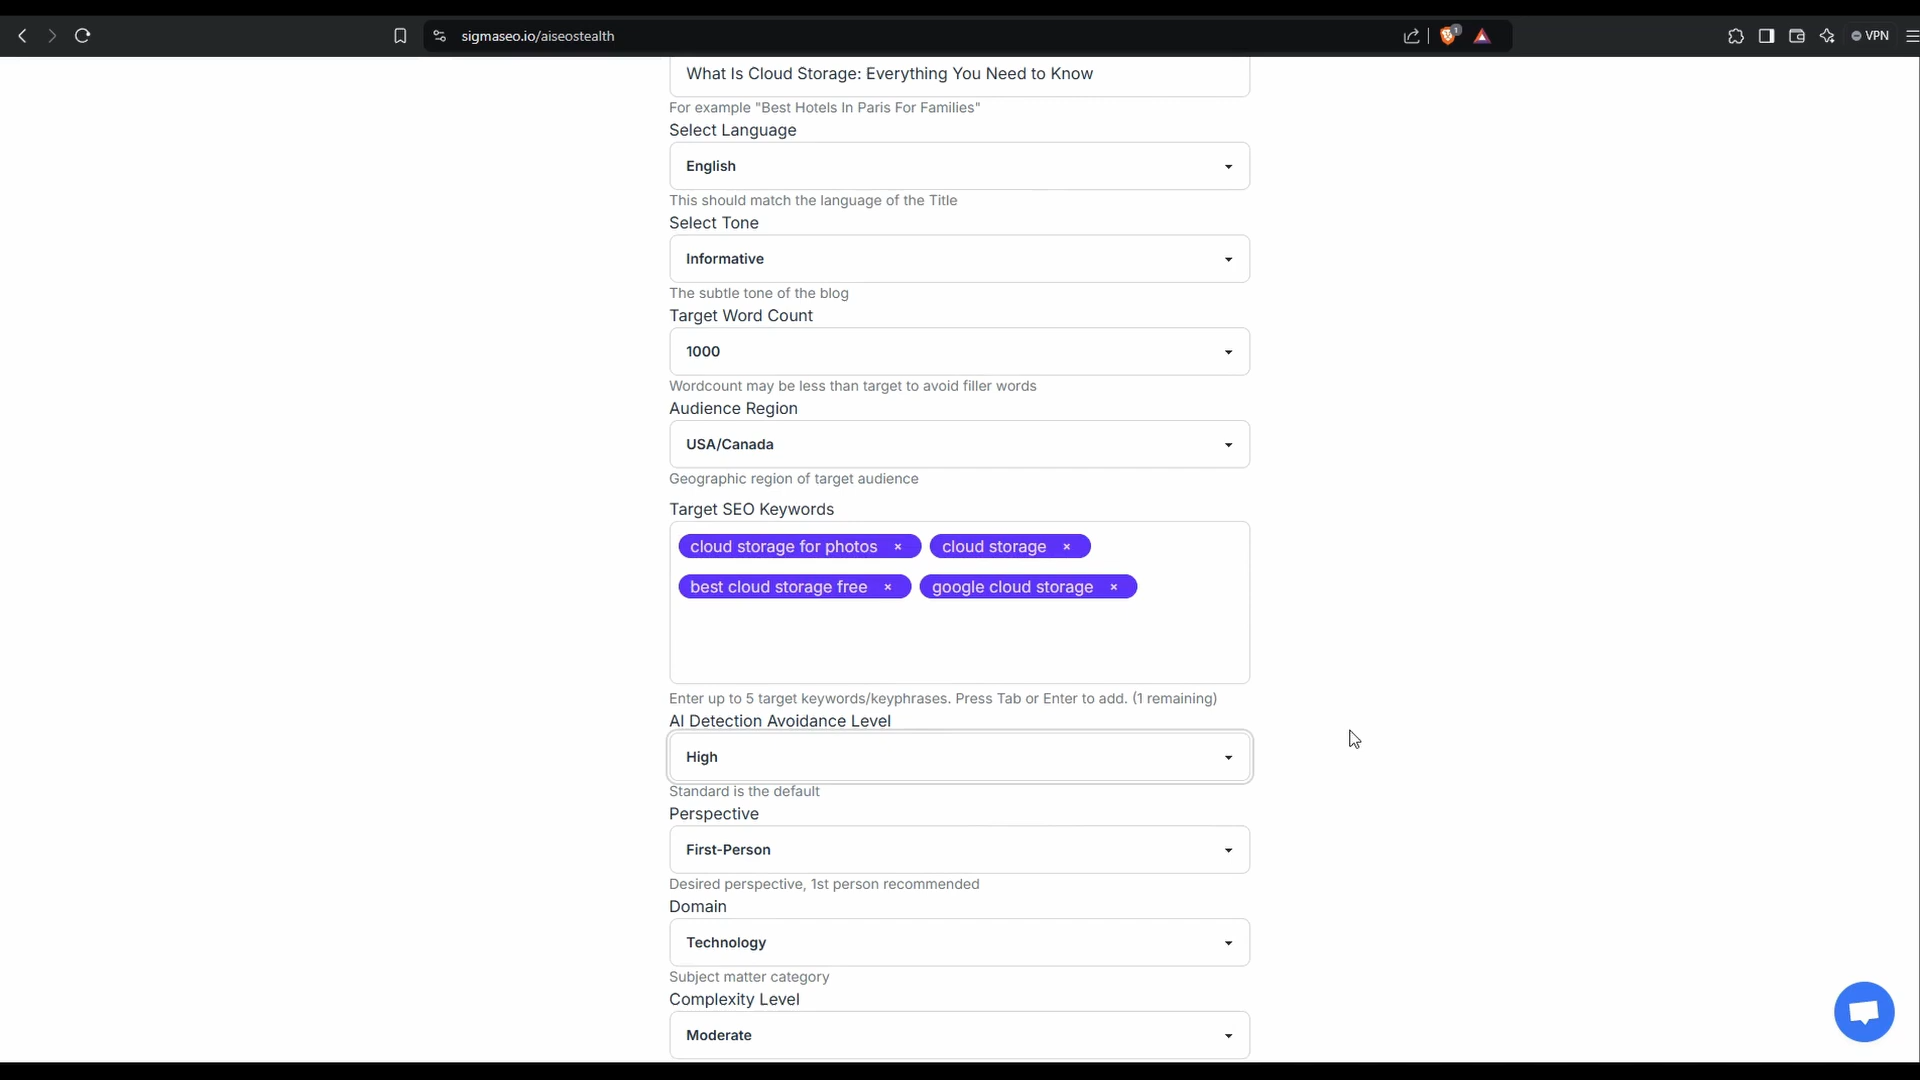 sigmaseo.io/aiseostealth
1
VPN
What Is Cloud Storage: Everything You Need to Know
For example "Best Hotels In Paris For Families"
Select Language
English
This should match the language of the Title
Select Tone
Informative
The subtle tone of the blog
Target Word Count
1000
Wordcount may be less than target to avoid filler words
Audience Region
USA/Canada
Geographic region of target audience
Target SEO Keywords
cloud storage for photos × cloud storage ×
best cloud storage free × google cloud storage ×
Enter up to 5 target keywords/keyphrases. Press Tab or Enter to add. (1 remaining)
AI Detection Avoidance Level
High
Standard is the default
Perspective
First-Person
Desired perspective, 1st person recommended
Domain
Technology
Subject matter category
Complexity Level
Moderate